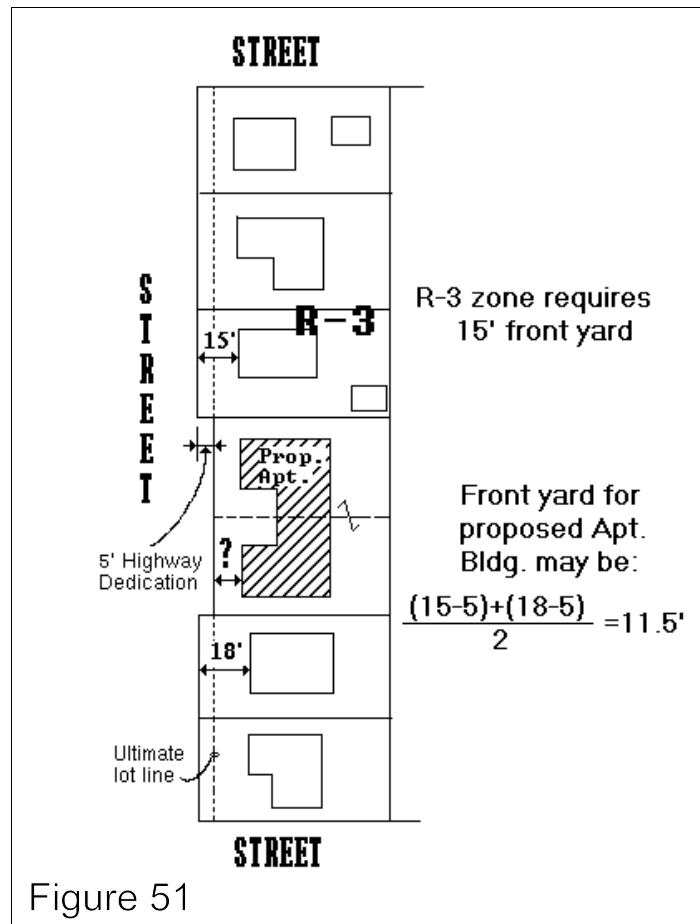 STREET
STREET
R-3
R-3 zone requires
15' front yard
15'
Prop.
Apt.
5' Highway
Dedication
?
Front yard for
proposed Apt.
Bldg. may be:
(15-5)+(18-5)
2
=11.5'
18'
Ultimate
lot line
STREET
Figure 51